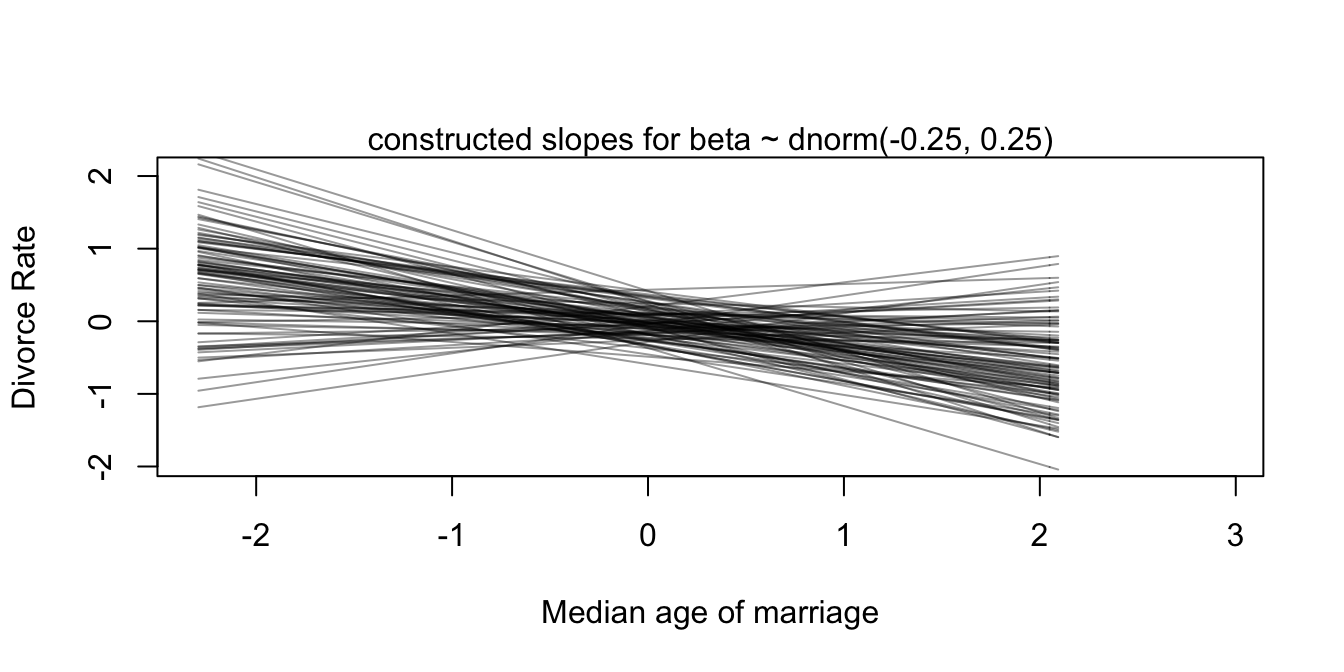 constructed slopes for beta ~ dnorm(-0.25, 0.25)
Divorce Rate
2
1
0
-1
-2
-2 -1 0 1 2 3
Median age of marriage